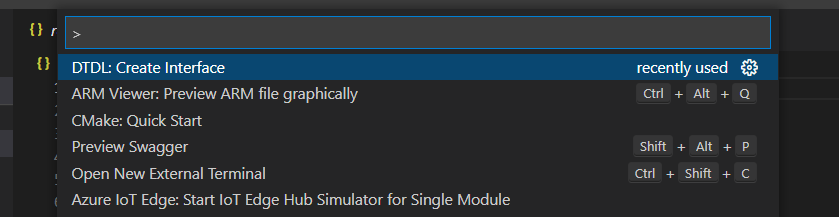 {} r
>
{}
DTDL: Create Interface recently used
ARM Viewer: Preview ARM file graphically Ctrl + Alt + Q
CMake: Quick Start
Preview Swagger Shift + Alt + P
Open New External Terminal Ctrl + Shift + C
Azure IoT Edge: Start IoT Edge Hub Simulator for Single Module